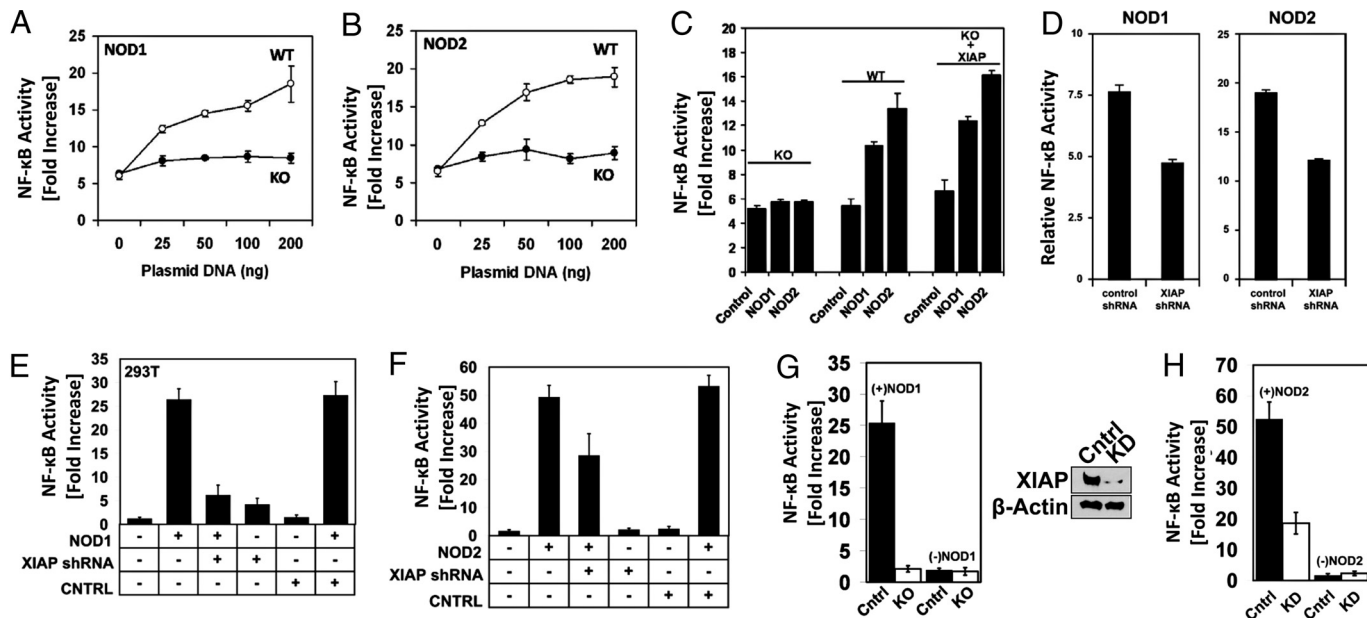 A
NF-κB Activity
[Fold Increase]
25
20
15
10
5
0
NOD1
WT
KO
0 25 50 100 200
Plasmid DNA (ng)
B
NF-κB Activity
[Fold Increase]
25
20
15
10
5
0
NOD2
WT
KO
0 25 50 100 200
Plasmid DNA (ng)
C
NF-κB Activity
[Fold Increase]
20
18
16
14
12
10
8
6
4
2
0
KO
WT
KO
+
XIAP
Control NOD1 NOD2 Control NOD1 NOD2 Control NOD1 NOD2
D
Relative NF-κB Activity
NOD1
10
7.5
5.0
2.5
0
control shRNA
XIAP shRNA
NOD2
25
20
15
10
5
0
control shRNA
XIAP shRNA
E
NF-κB Activity
[Fold Increase]
35
30
25
20
15
10
5
0
293T
NOD1 - + + - - +
XIAP shRNA - - + + - -
CNTRL - - - - + +
F
NF-κB Activity
[Fold Increase]
60
50
40
30
20
10
0
NOD2 - + + - - +
XIAP shRNA - - + + - -
CNTRL - - - - + +
G
NF-κB Activity
[Fold Increase]
35
30
25
20
15
10
5
0
(+)NOD1
(-)NOD1
Cntrl KO Cntrl KO
Cntrl KD
XIAP
β-Actin
H
NF-κB Activity
[Fold Increase]
70
60
50
40
30
20
10
0
(+)NOD2
(-)NOD2
Cntrl KD Cntrl KD